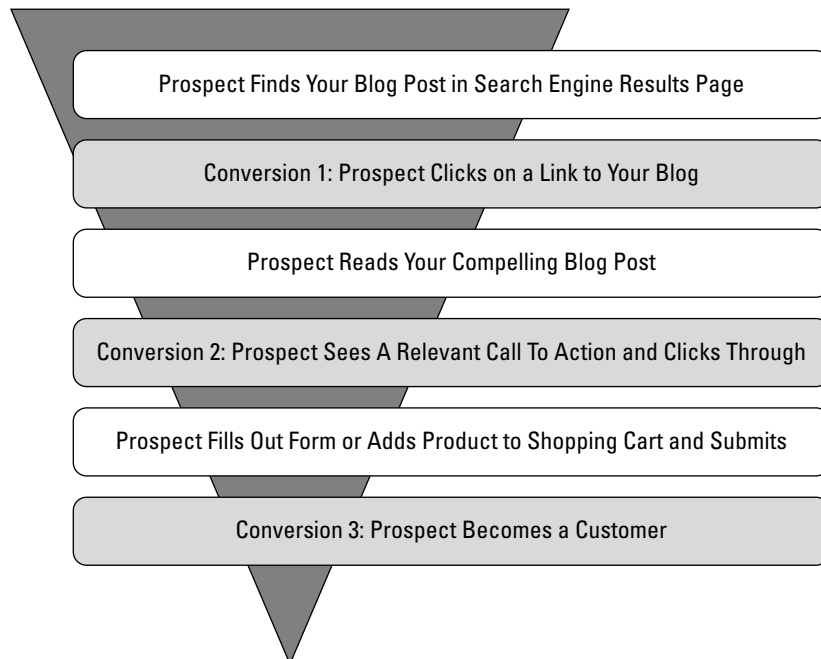 Prospect Finds Your Blog Post in Search Engine Results Page
Conversion 1: Prospect Clicks on a Link to Your Blog
Prospect Reads Your Compelling Blog Post
Conversion 2: Prospect Sees A Relevant Call To Action and Clicks Through
Prospect Fills Out Form or Adds Product to Shopping Cart and Submits
Conversion 3: Prospect Becomes a Customer